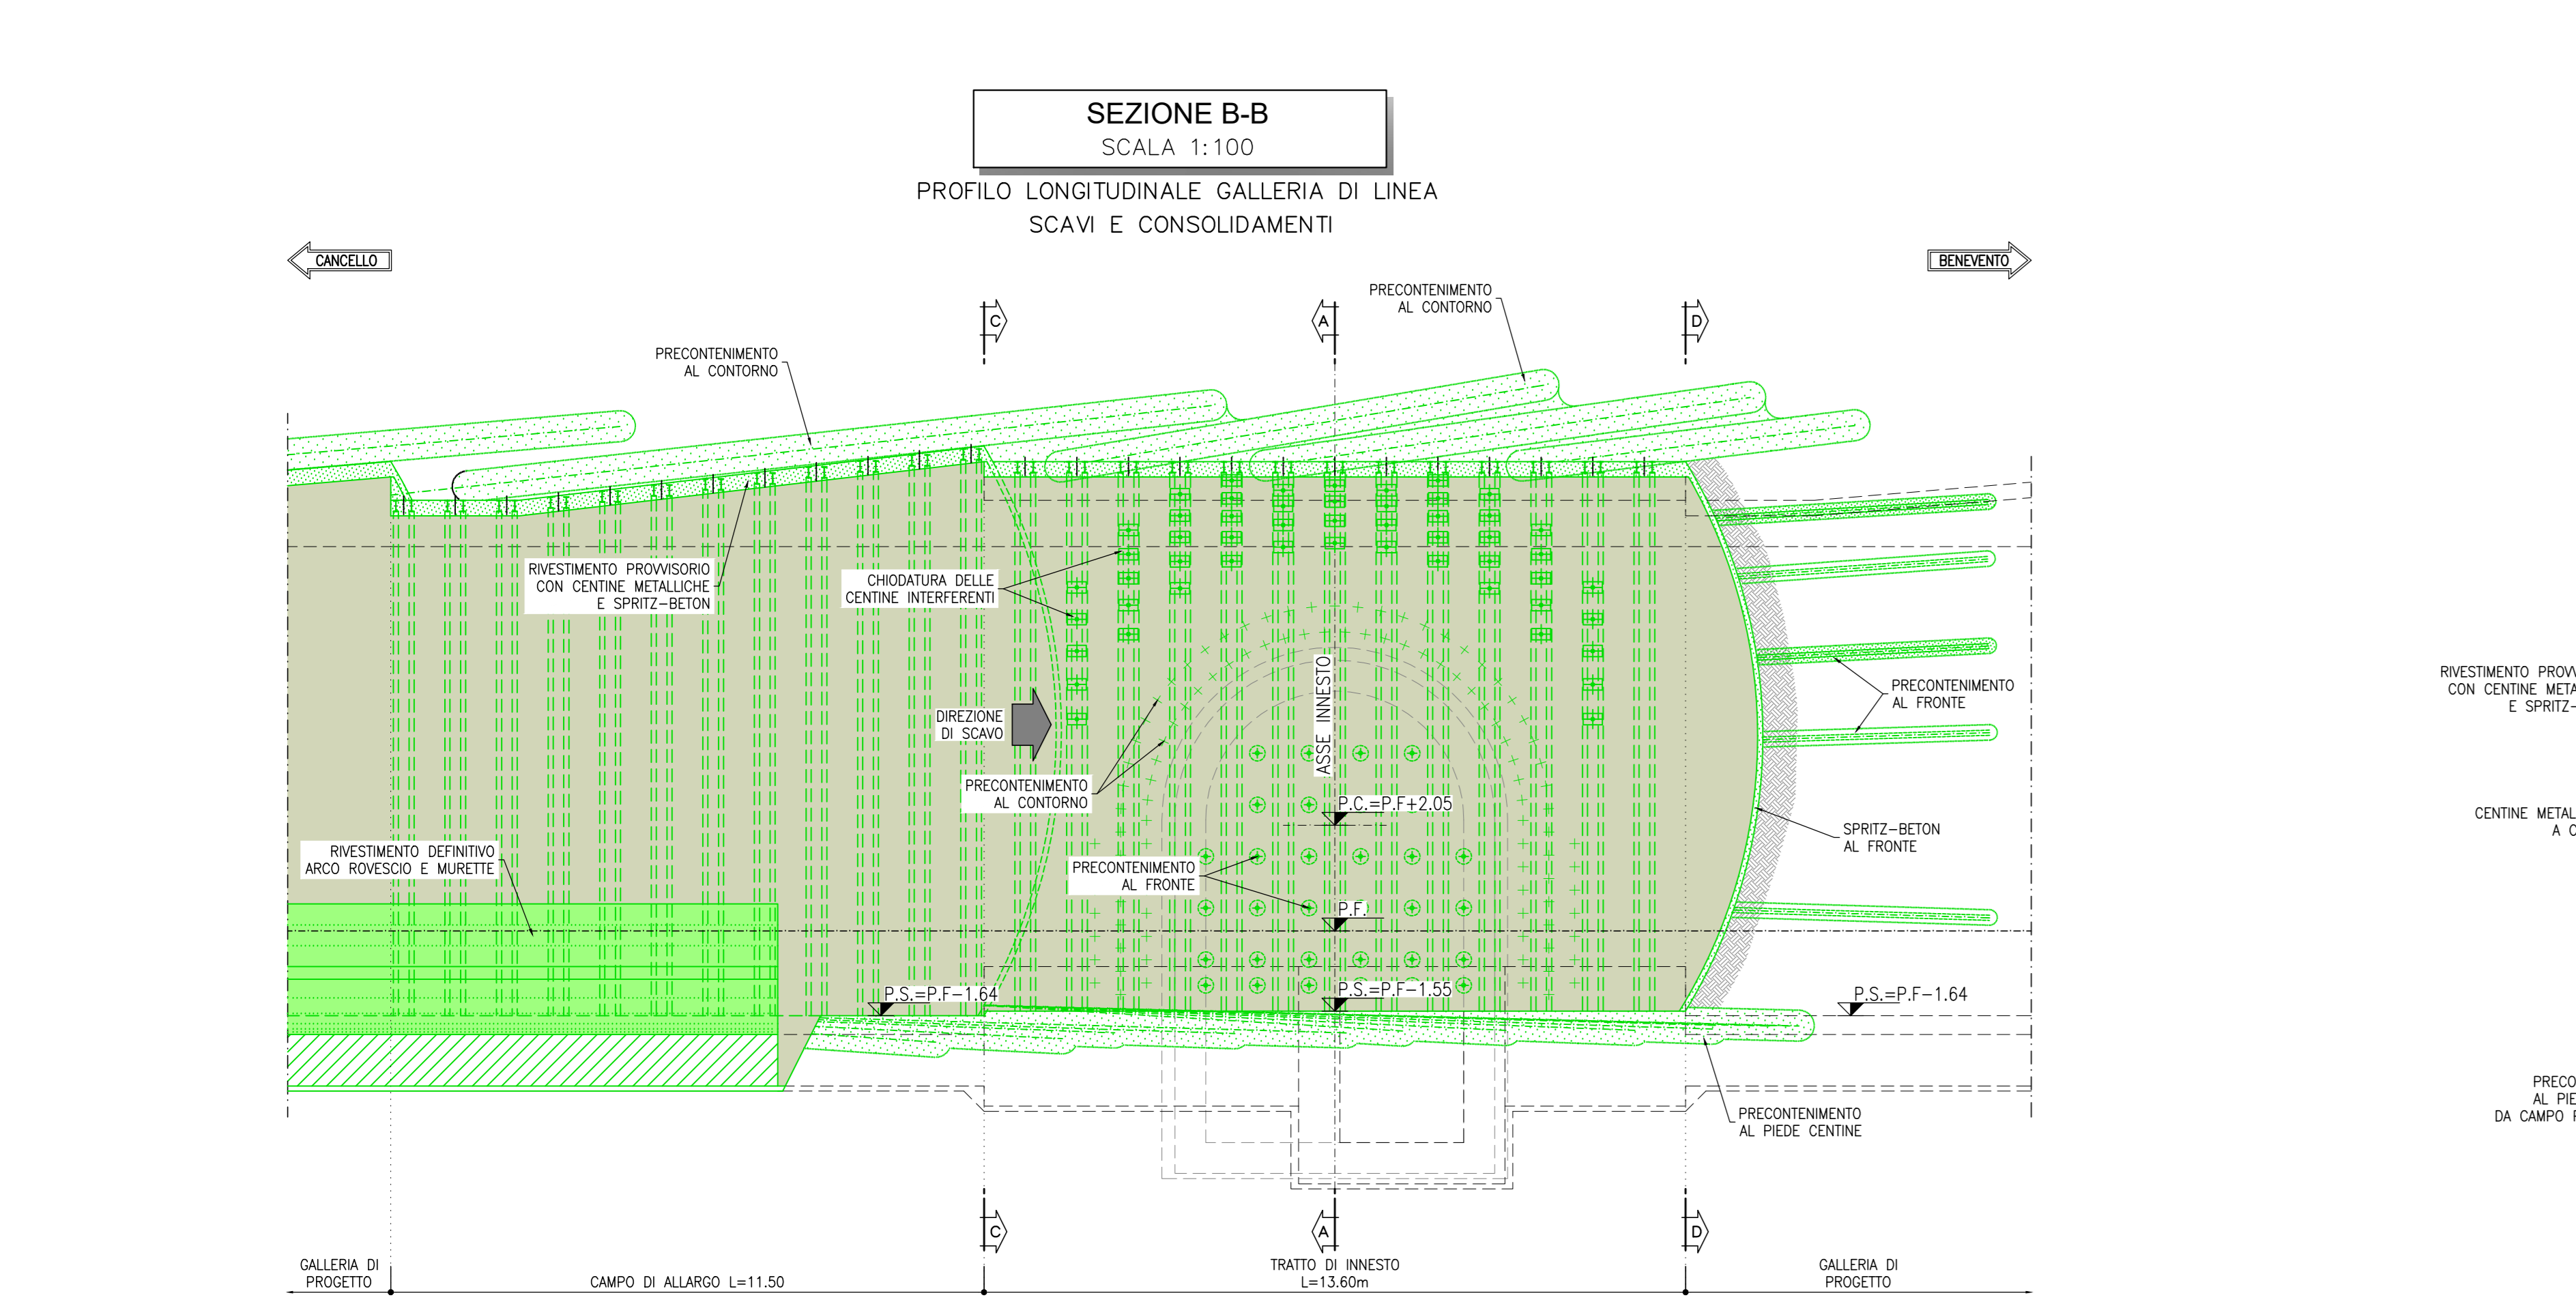 SEZIONE B-B
SCALA 1:100
PROFILO LONGITUDINALE GALLERIA DI LINEA
SCAVI E CONSOLIDAMENTI
CANCELLO
BENEVENTO
PRECONTENIMENTO
AL CONTORNO
C
A
D
PRECONTENIMENTO
AL CONTORNO
RIVESTIMENTO PROVVISORIO
CON CENTINE METALLICHE
E SPRITZ-BETON
CHIODATURA DELLE
CENTINE INTERFERENTI
ASSE INNESTO
DIREZIONE
DI SCAVO
PRECONTENIMENTO
AL FRONTE
RIVESTIMENTO PROVV
CON CENTINE META
E SPRITZ-
PRECONTENIMENTO
AL CONTORNO
P.C.=P.F+2.05
SPRITZ-BETON
AL FRONTE
CENTINE METAL
A C
RIVESTIMENTO DEFINITIVO
ARCO ROVESCIO E MURETTE
PRECONTENIMENTO
AL FRONTE
P.F.
P.S.=P.F-1.64
P.S.=P.F-1.55
P.S.=P.F-1.64
PRECONTENIMENTO
AL PIEDE CENTINE
PRECO
AL PIE
DA CAMPO
C
A
D
GALLERIA DI
PROGETTO
CAMPO DI ALLARGO L=11.50
TRATTO DI INNESTO
L=13.60m
GALLERIA DI
PROGETTO